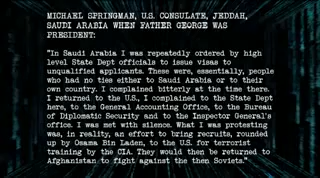 MICHAEL SPRINGMAN, U.S. CONSULATE, JEDDAH,
SAUDI ARABIA WHEN FATHER GEORGE WAS
PRESIDENT:
"In Saudi Arabia I was repeatedly ordered by high
level State Dept officials to issue visas to
unqualified applicants. These were, essentially, people
who had no ties either to Saudi Arabia or to their
own country. I complained bitterly at the time there.
I returned to the U.S., I complained to the State Dept
here, to the General Accounting Office, to the Bureau
of Diplomatic Security and to the Inspector General's
office. I was met with silence. What I was protesting
was, in reality, an effort to bring recruits, rounded
up by Osama Bin Laden, to the U.S. for terrorist
training by the CIA. They would then be returned to
Afghanistan to fight against the then Soviets."